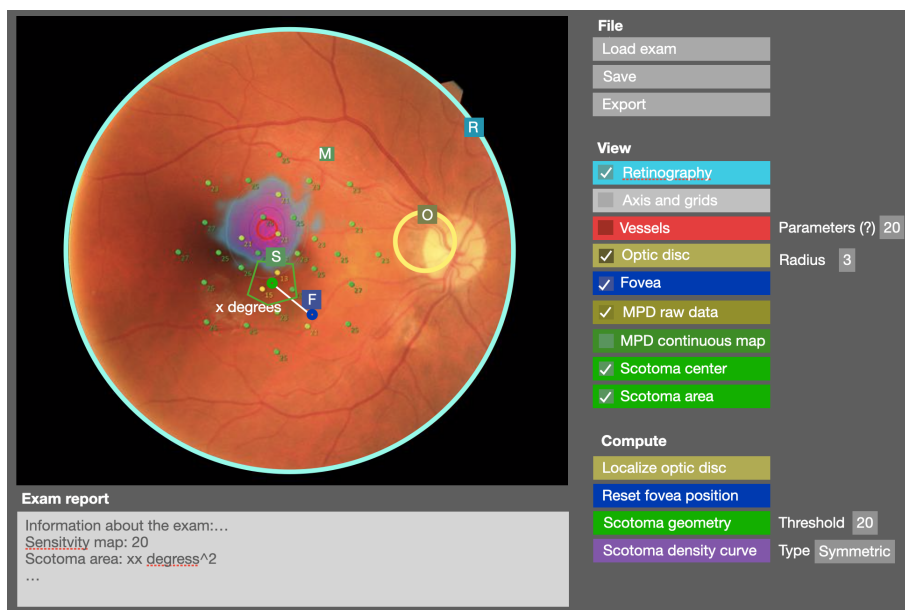 File
Load exam
Save
Export
R
M
View
Retinography
Axis and grids
O
Vessels
Parameters (?) 20
Optic disc
Radius 3
S
Fovea
F
x degrees
MPD raw data
MPD continuous map
Scotoma center
Scotoma area
Compute
Localize optic disc
Reset fovea position
Exam report
Scotoma geometry
Threshold 20
Information about the exam:...
Sensitvity map: 20
Scotoma area: xx degress^2
...
Scotoma density curve
Type Symmetric